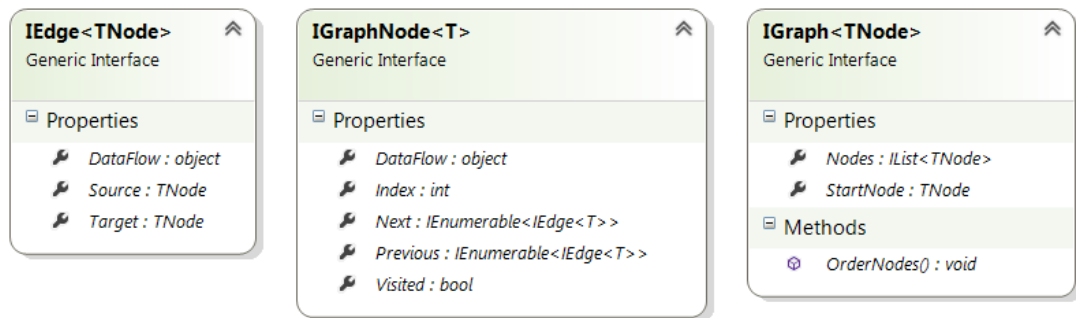 IEdge<TNode>
Generic Interface
Properties
DataFlow : object
Source : TNode
Target : TNode
IGraphNode<T>
Generic Interface
Properties
DataFlow : object
Index : int
Next : IEnumerable<IEdge<T>>
Previous : IEnumerable<IEdge<T>>
Visited : bool
IGraph<TNode>
Generic Interface
Properties
Nodes : IList<TNode>
StartNode : TNode
Methods
OrderNodes() : void